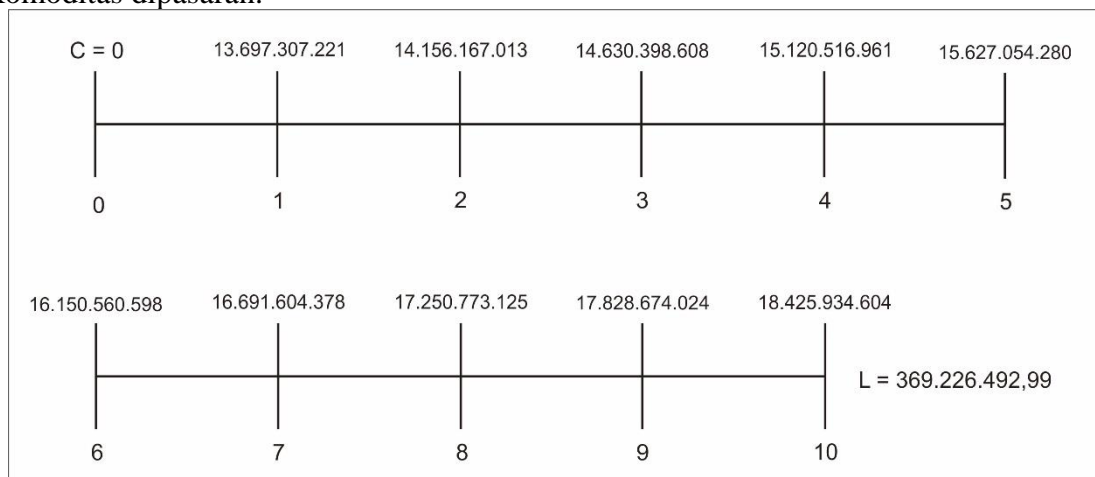 komoditas dipasaran.
C = 0 13.697.307.221 14.156.167.013 14.630.398.608 15.120.516.961 15.627.054.280
0 1 2 3 4 5
16.150.560.598 16.691.604.378 17.250.773.125 17.828.674.024 18.425.934.604
L = 369.226.492,99
6 7 8 9 10